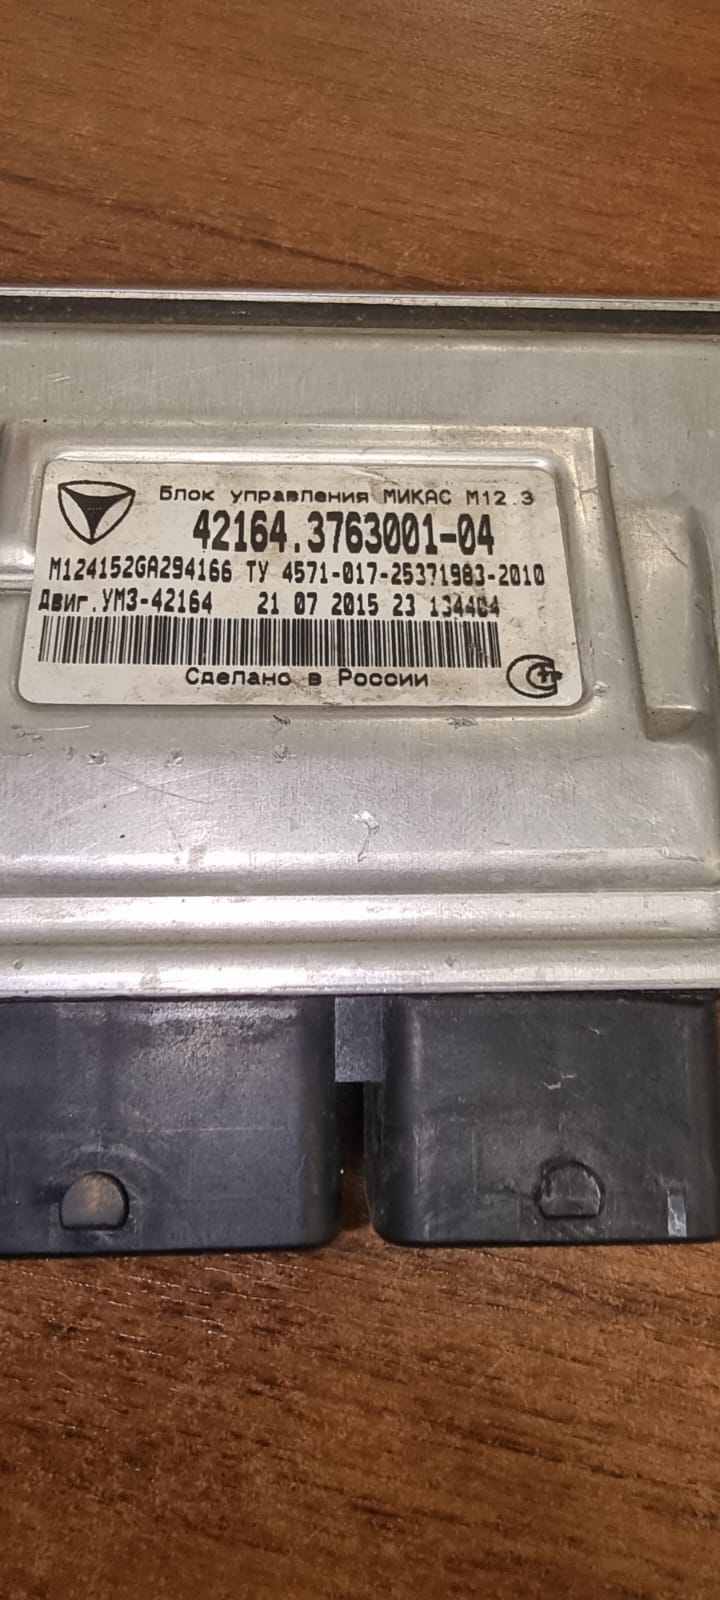 Блок управления МИКАС М12.3
42164.3763001-04
M124152GA294166 ТУ 4571-017-25371983-2010
Двиг.УМЗ-42164 21 07 2015 23 134404
Сделано в России